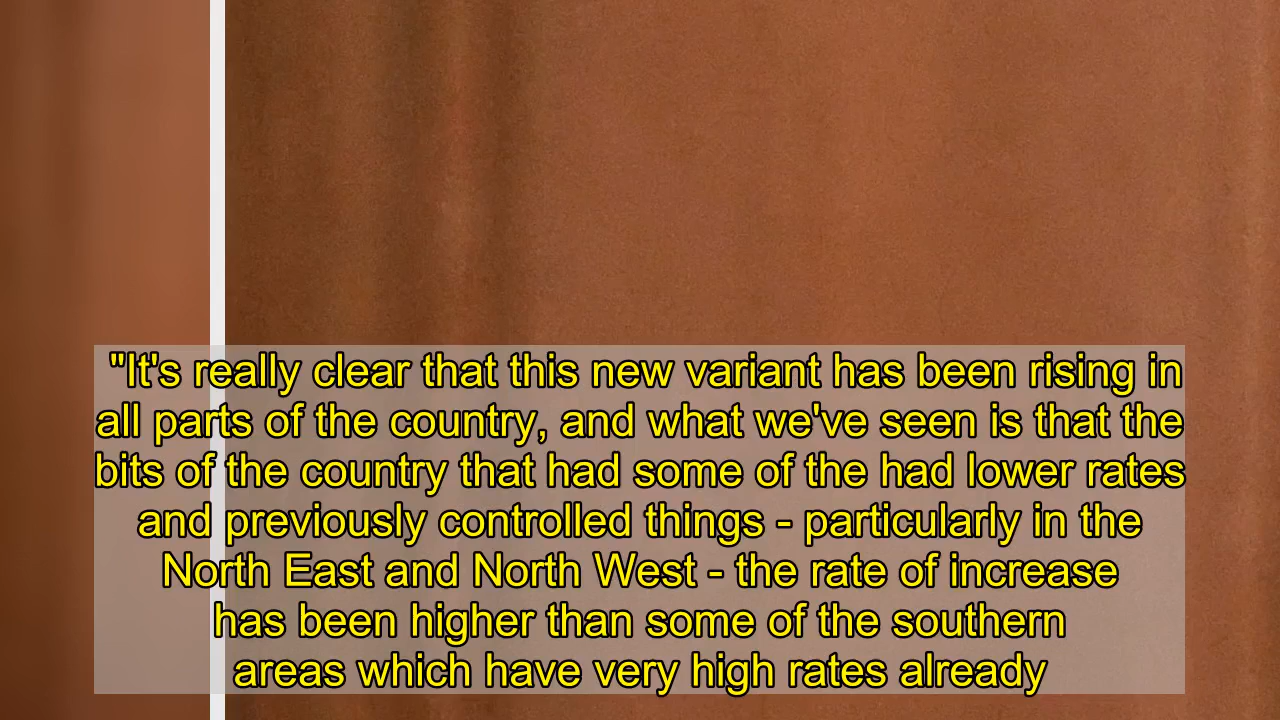 "It's really clear that this new variant has been rising in
all parts of the country, and what we've seen is that the
bits of the country that had some of the had lower rates
and previously controlled things - particularly in the
North East and North West - the rate of increase
has been higher than some of the southern
areas which have very high rates already